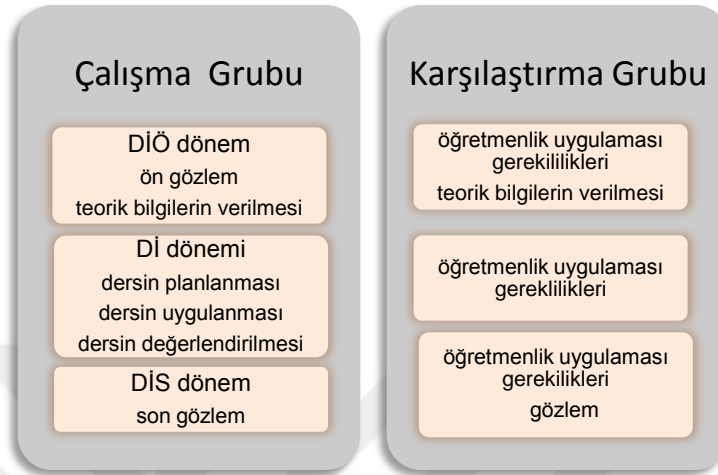 Çalışma Grubu
DİÖ dönem
ön gözlem
teorik bilgilerin verilmesi
Dİ dönemi
dersin planlanması
dersin uygulanması
dersin değerlendirilmesi
DİS dönem
son gözlem
Karşılaştırma Grubu
öğretmenlik uygulaması
gerekililikleri
teorik bilgilerin verilmesi
öğretmenlik uygulaması
gereklilikleri
öğretmenlik uygulaması
gerekilikleri
gözlem